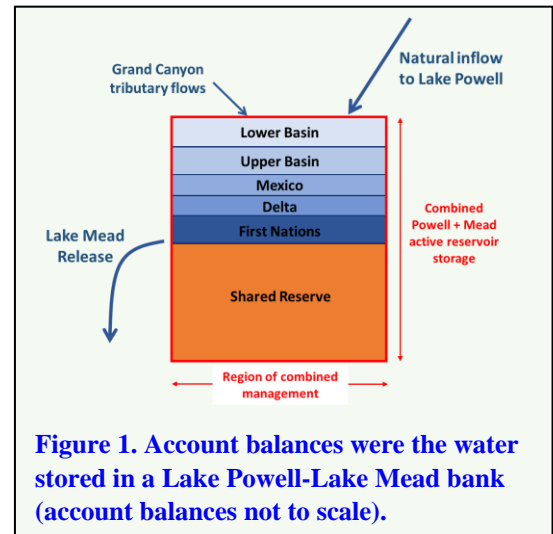 Grand Canyon
tributary flows
Natural inflow
to Lake Powell
Lower Basin
Upper Basin
Mexico
Delta
First Nations
Shared Reserve
Lake Mead
Release
Combined
Powell + Mead
active reservoir
storage
Region of combined
management
Figure 1. Account balances were the water
stored in a Lake Powell-Lake Mead bank
(account balances not to scale).